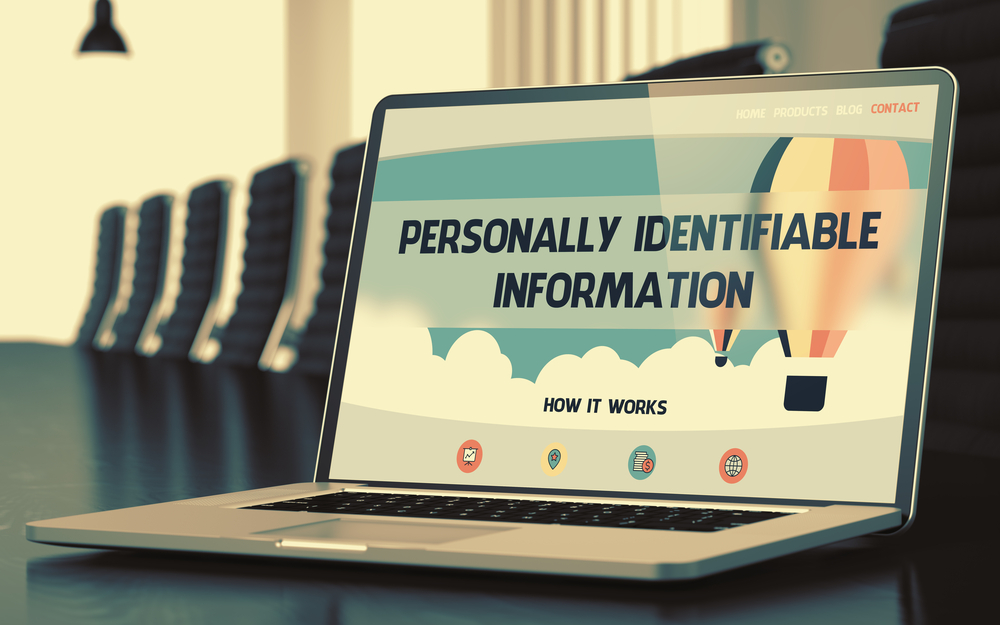 HOME PRODUCTS BLOG CONTACT
PERSONALLY IDENTIFIABLE
INFORMATION
HOW IT WORKS
$